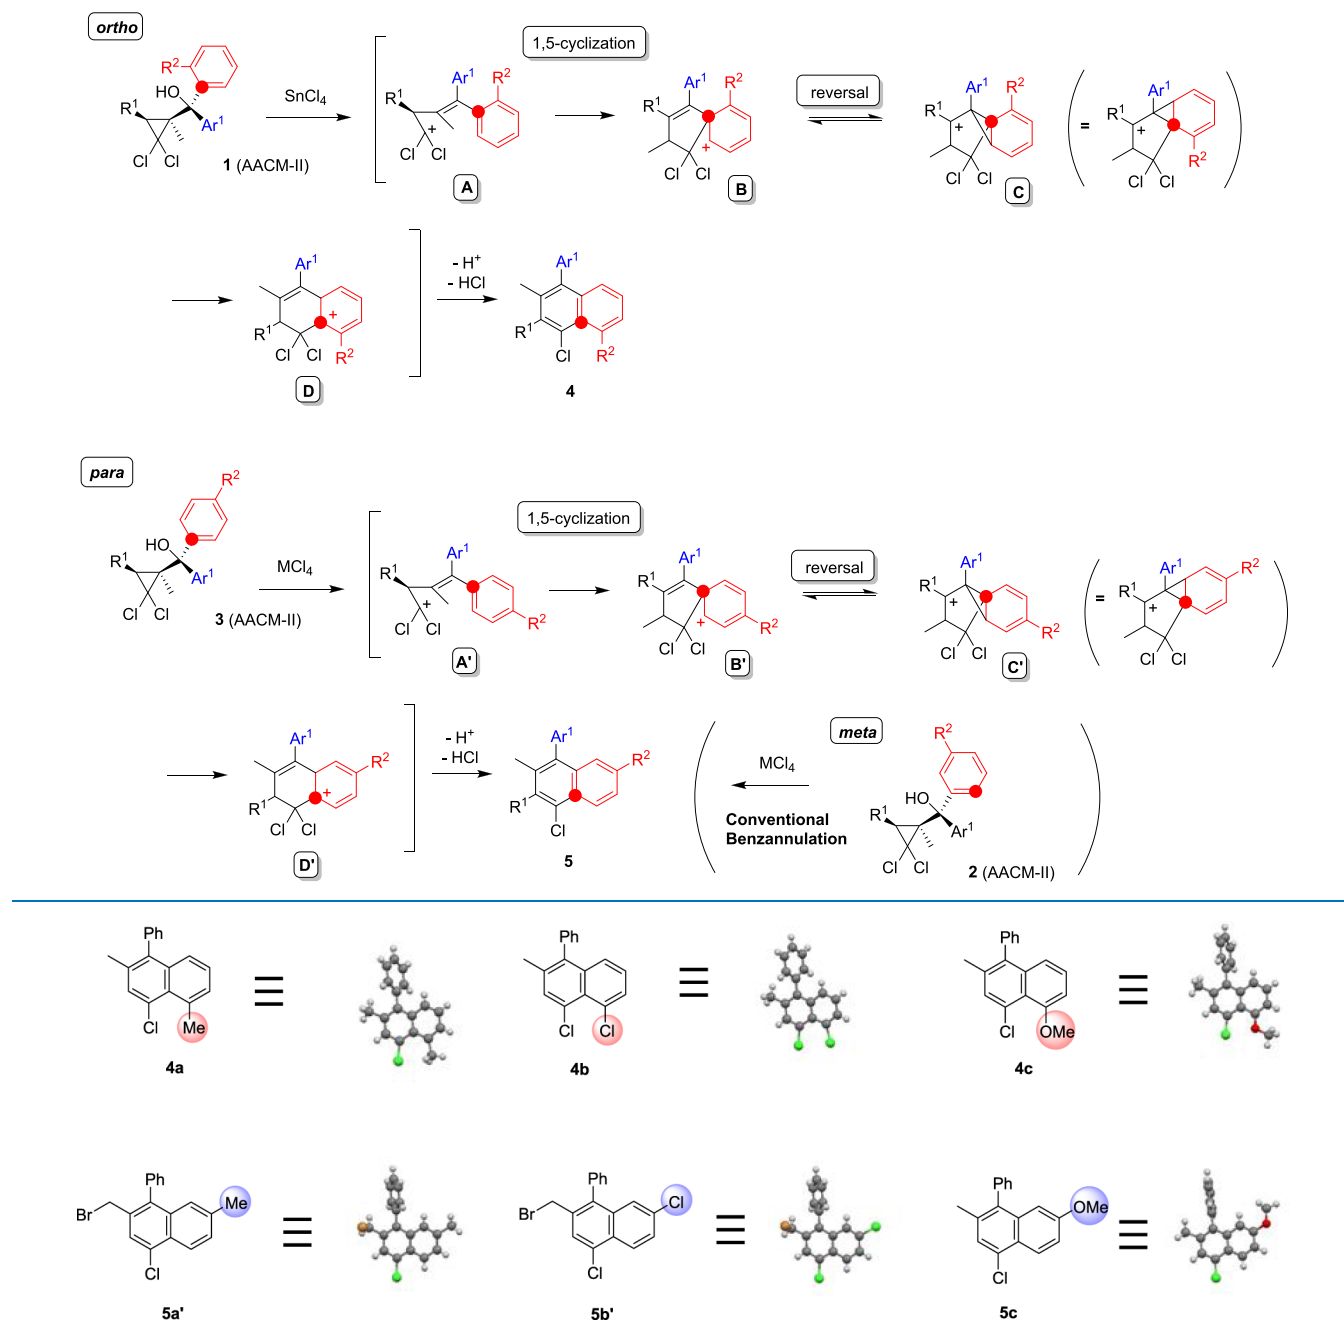 ortho
R2
HO
R1
Ar1
Cl Cl
1 (AACM-II)
SnCl4
1,5-cyclization
Ar1
R2
R1
+
Cl Cl
A
Ar1
R2
R1
+
Cl Cl
B
reversal
Ar1
R2
R1
+
Cl Cl
C
=
Ar1
R1
+
R2
Cl Cl
Ar1
+
R1
Cl Cl
R2
D
- H+
- HCl
Ar1
R1
Cl
R2
4
para
R2
HO
R1
Ar1
Cl Cl
3 (AACM-II)
MCl4
1,5-cyclization
Ar1
R1
+
R2
Cl Cl
A'
Ar1
R1
+
R2
Cl Cl
B'
reversal
Ar1
R1
+
R2
Cl Cl
C'
=
Ar1
R2
R1
+
Cl Cl
Ar1
R2
+
R1
Cl Cl
D'
- H+
- HCl
Ar1
R2
R1
Cl
5
MCl4
Conventional
Benzannulation
meta
R2
HO
R1
Ar1
Cl Cl
2 (AACM-II)
Ph
Cl
Me
4a
Ph
Cl
Cl
4b
Ph
Cl
OMe
4c
Ph
Br
Me
Cl
5a'
Ph
Br
Cl
Cl
5b'
Ph
OMe
Cl
5c